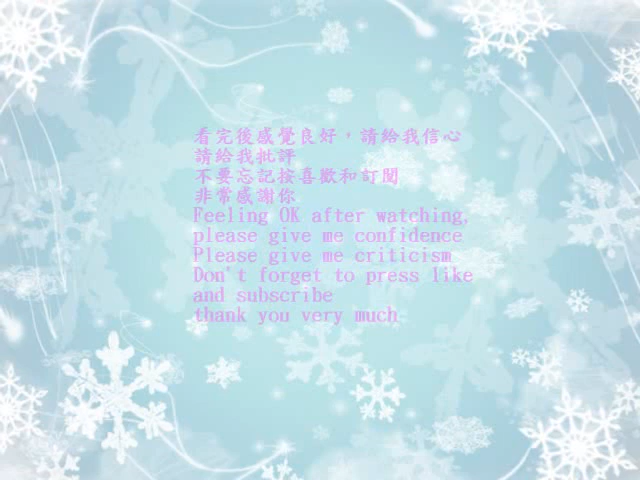 看完後感覺良好，請給我信心
請給我批評
不要忘記按喜歡和訂閱
非常感謝你
Feeling OK after watching,
please give me confidence
Please give me criticism
Don't forget to press like
and subscribe
thank you very much